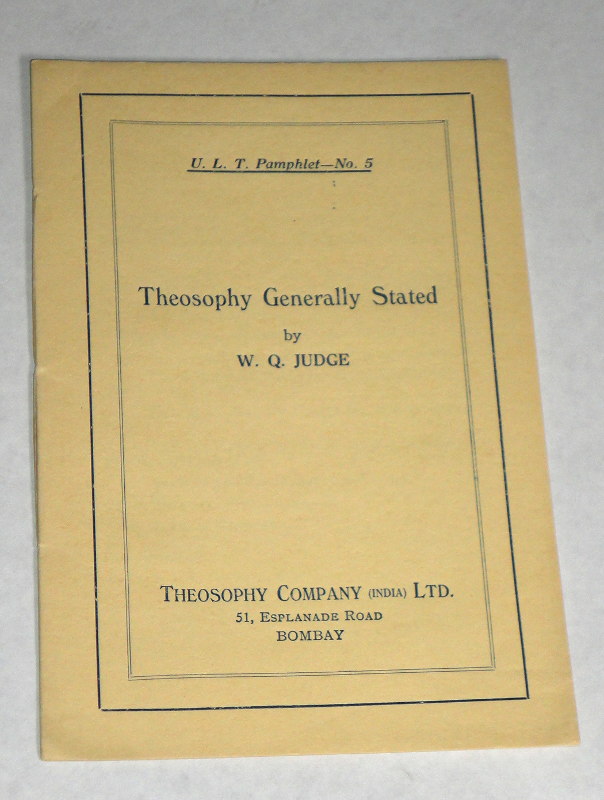 U. L. T. Pamphlet—No. 5
Theosophy Generally Stated
by
W. Q. JUDGE
THEOSOPHY COMPANY (INDIA) LTD.
51, ESPLANADE ROAD
BOMBAY